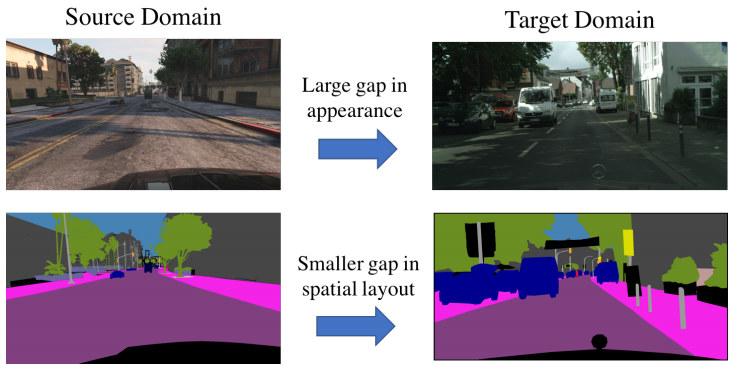 Source Domain
Target Domain
Large gap in
appearance
Smaller gap in
spatial layout